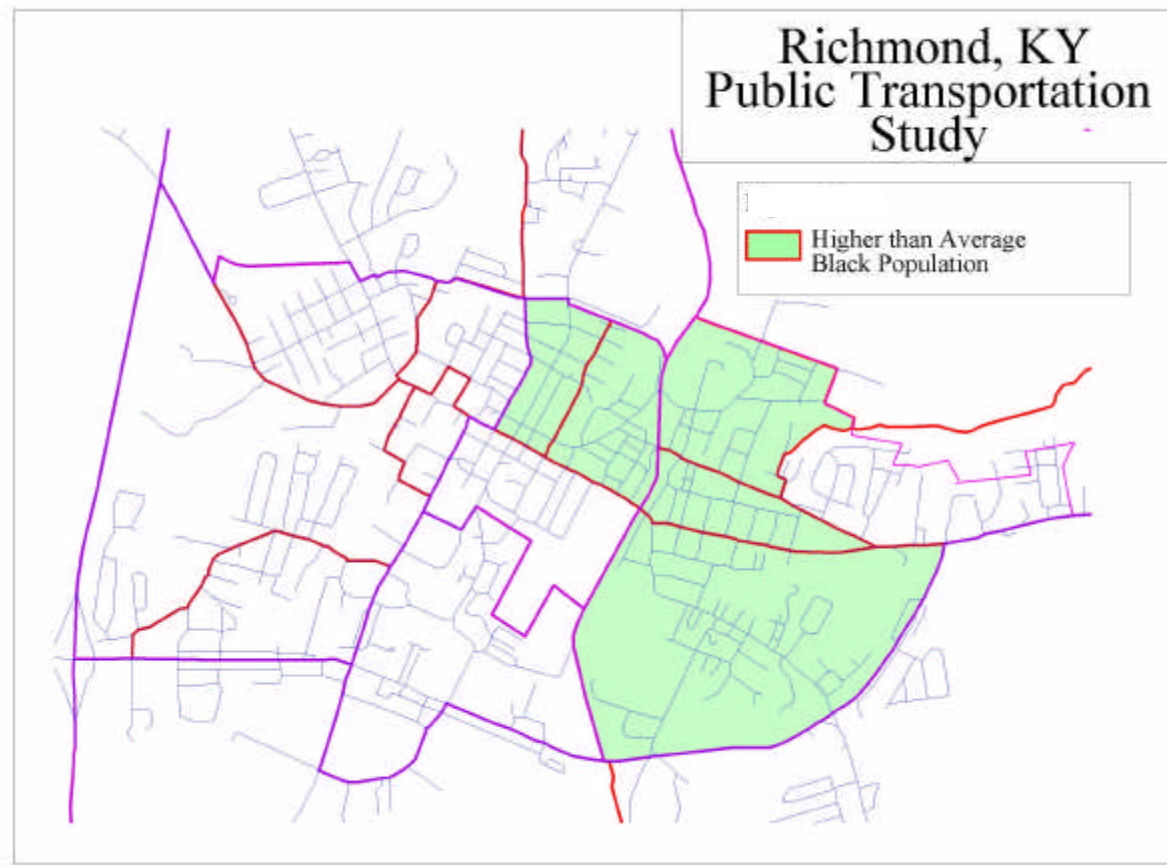 Richmond, KY
Public Transportation
Study
Higher than Average
Black Population